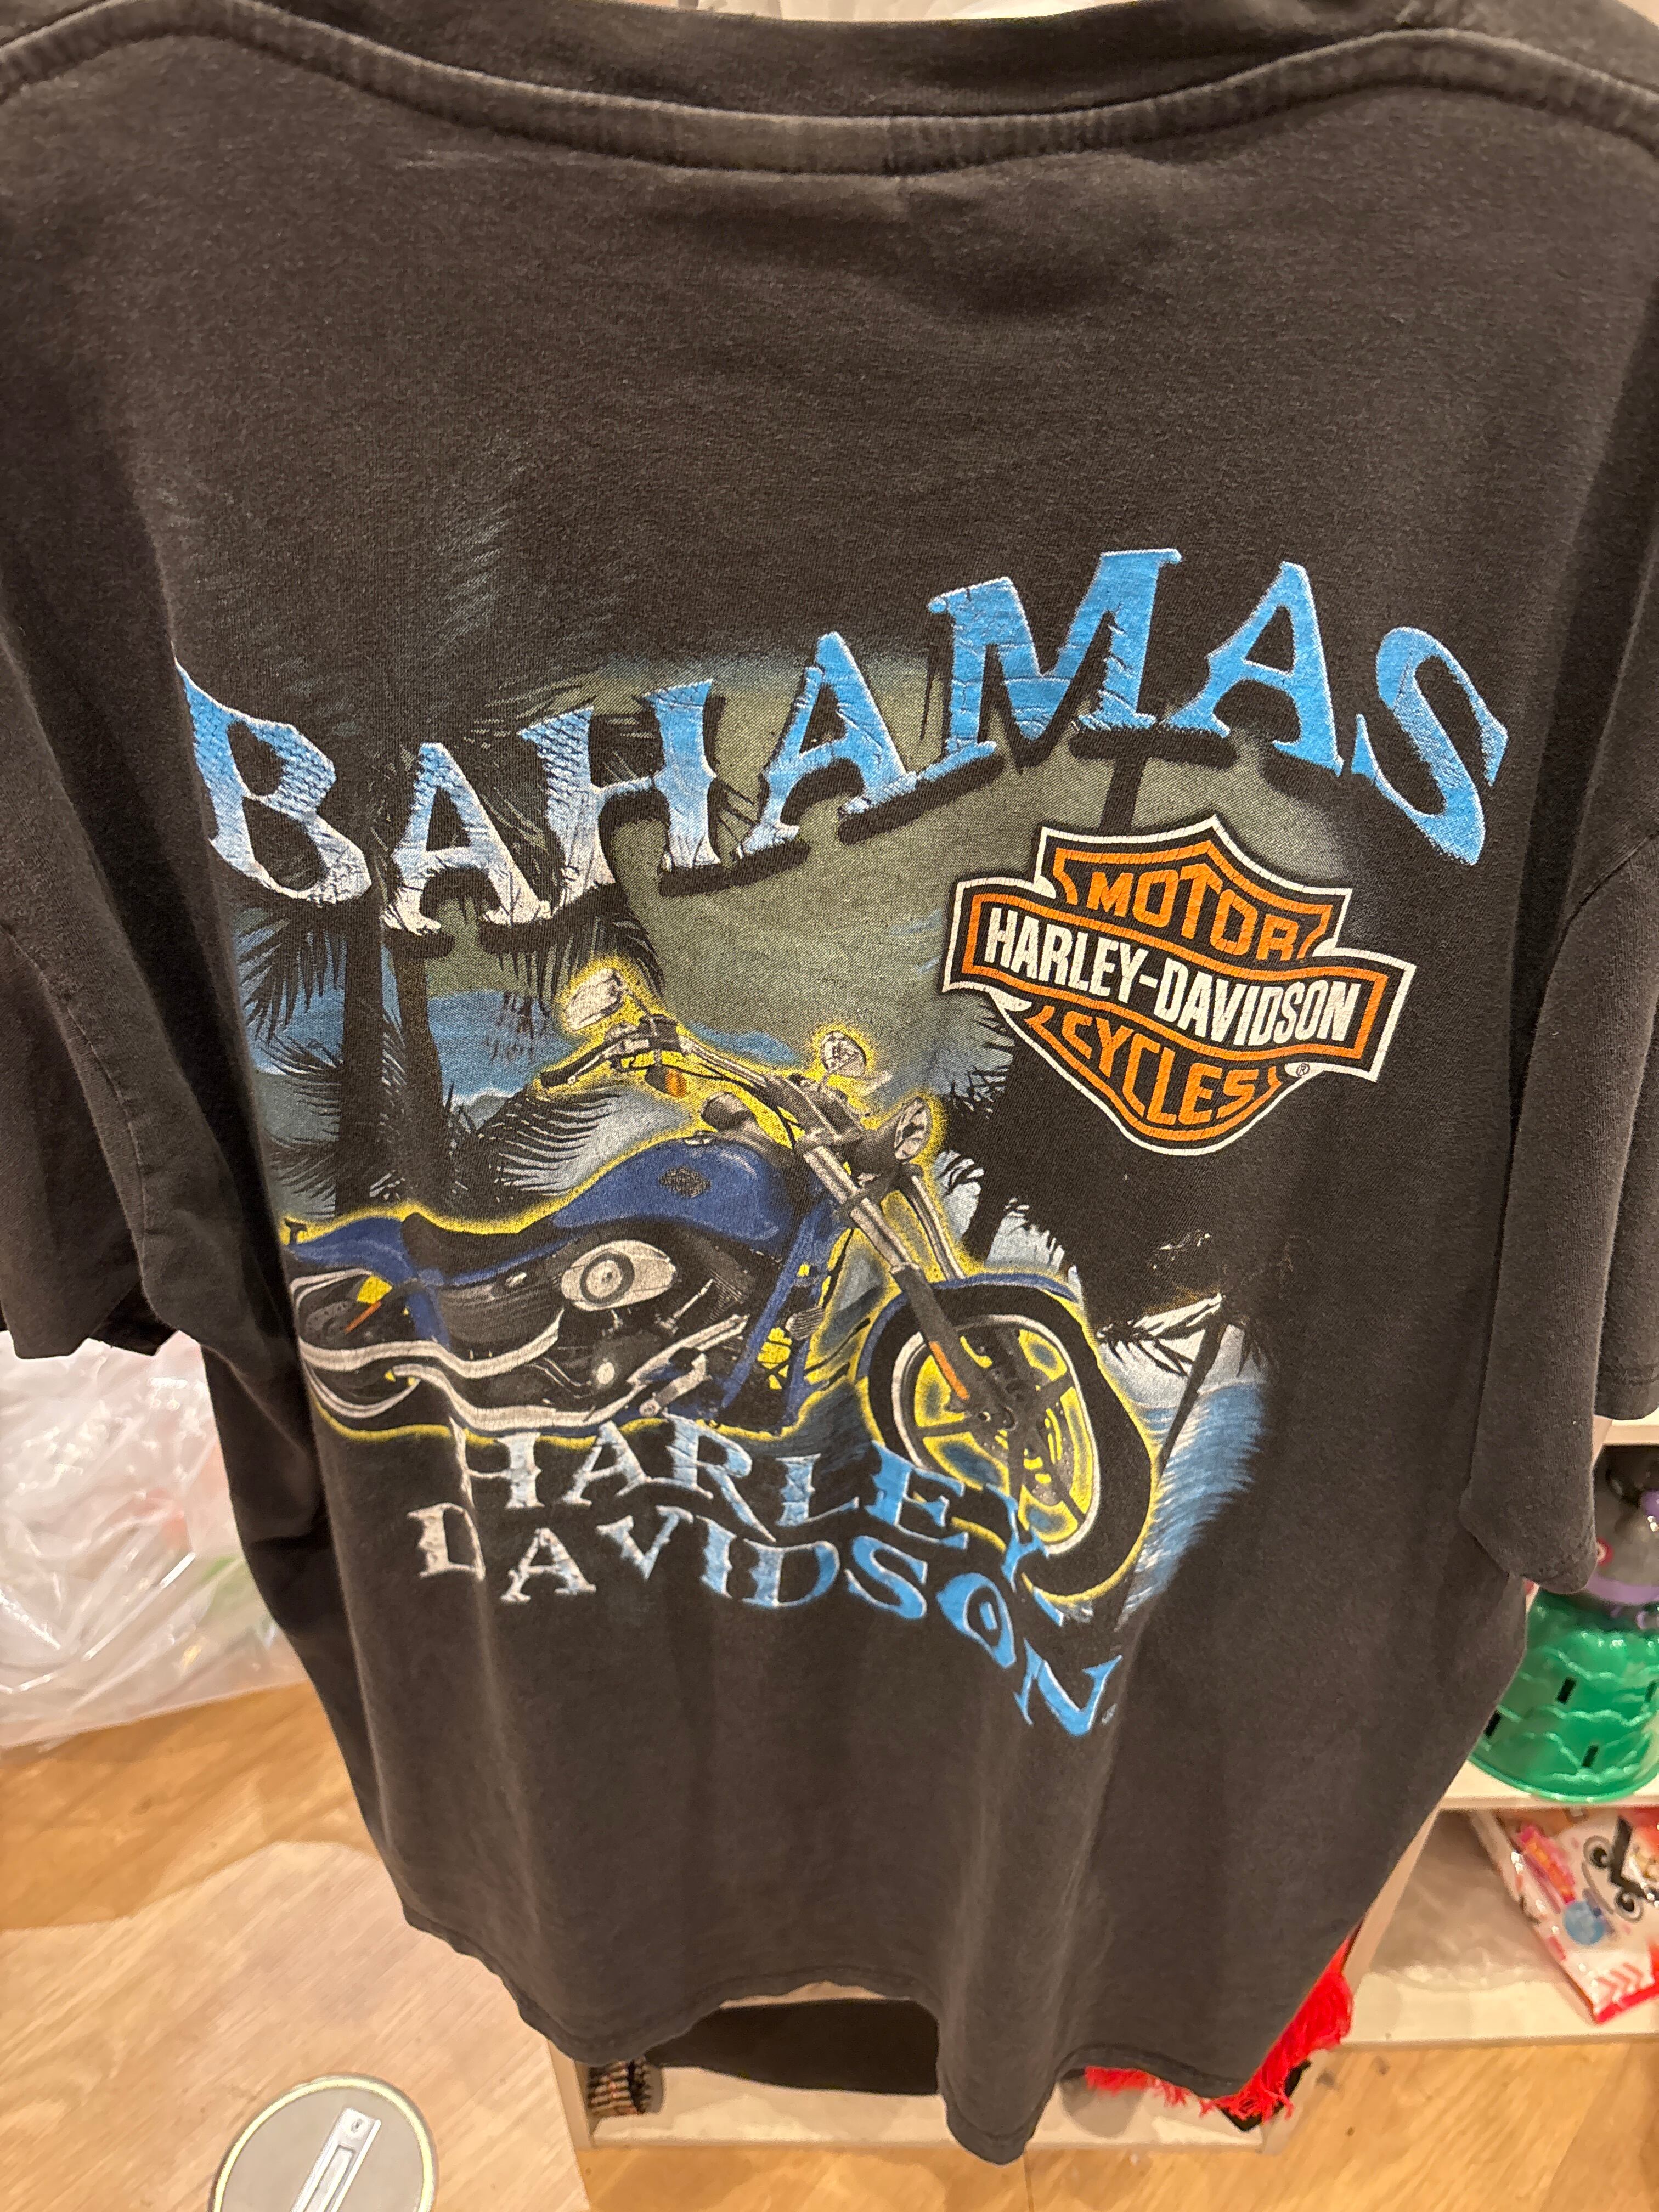 BAHAMAS
MOTOR
HARLEY-DAVIDSON
CYCLES
®
HARLEY
DAVIDSON